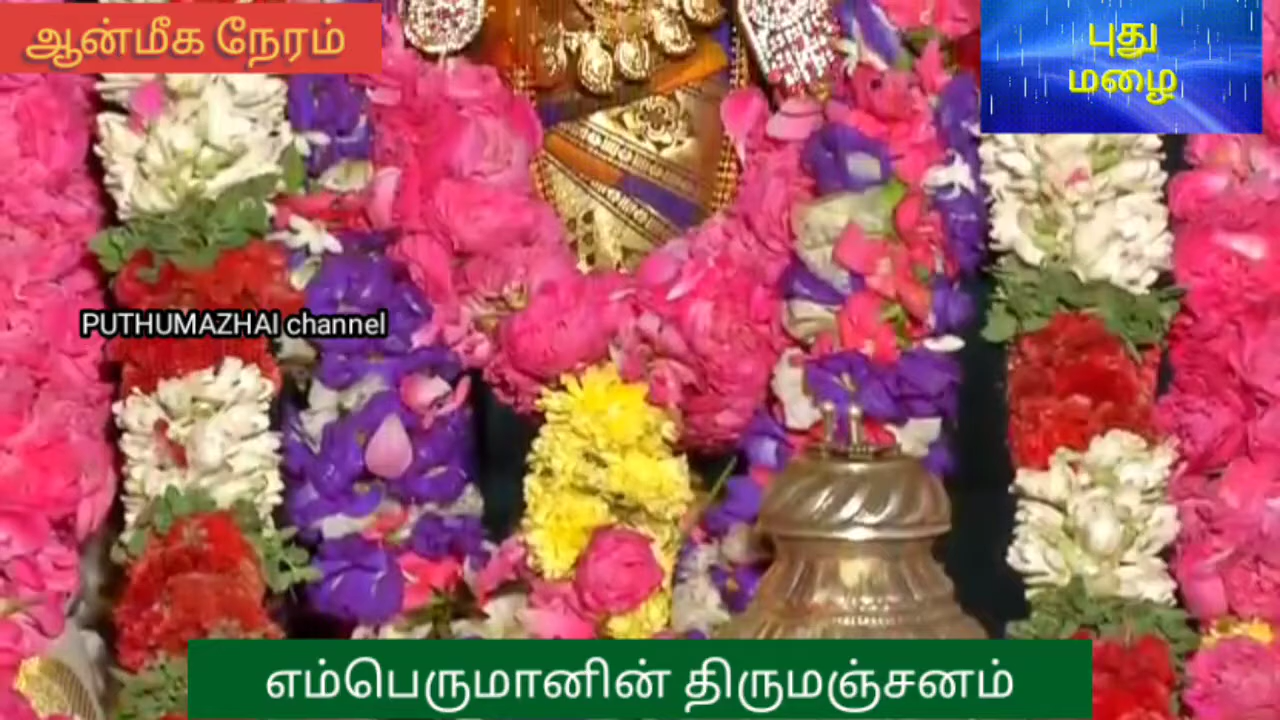 ஆன்மீக நேரம்
புது
மழை
PUTHUMAZHAI channel
எம்பெருமானின் திருமஞ்சனம்